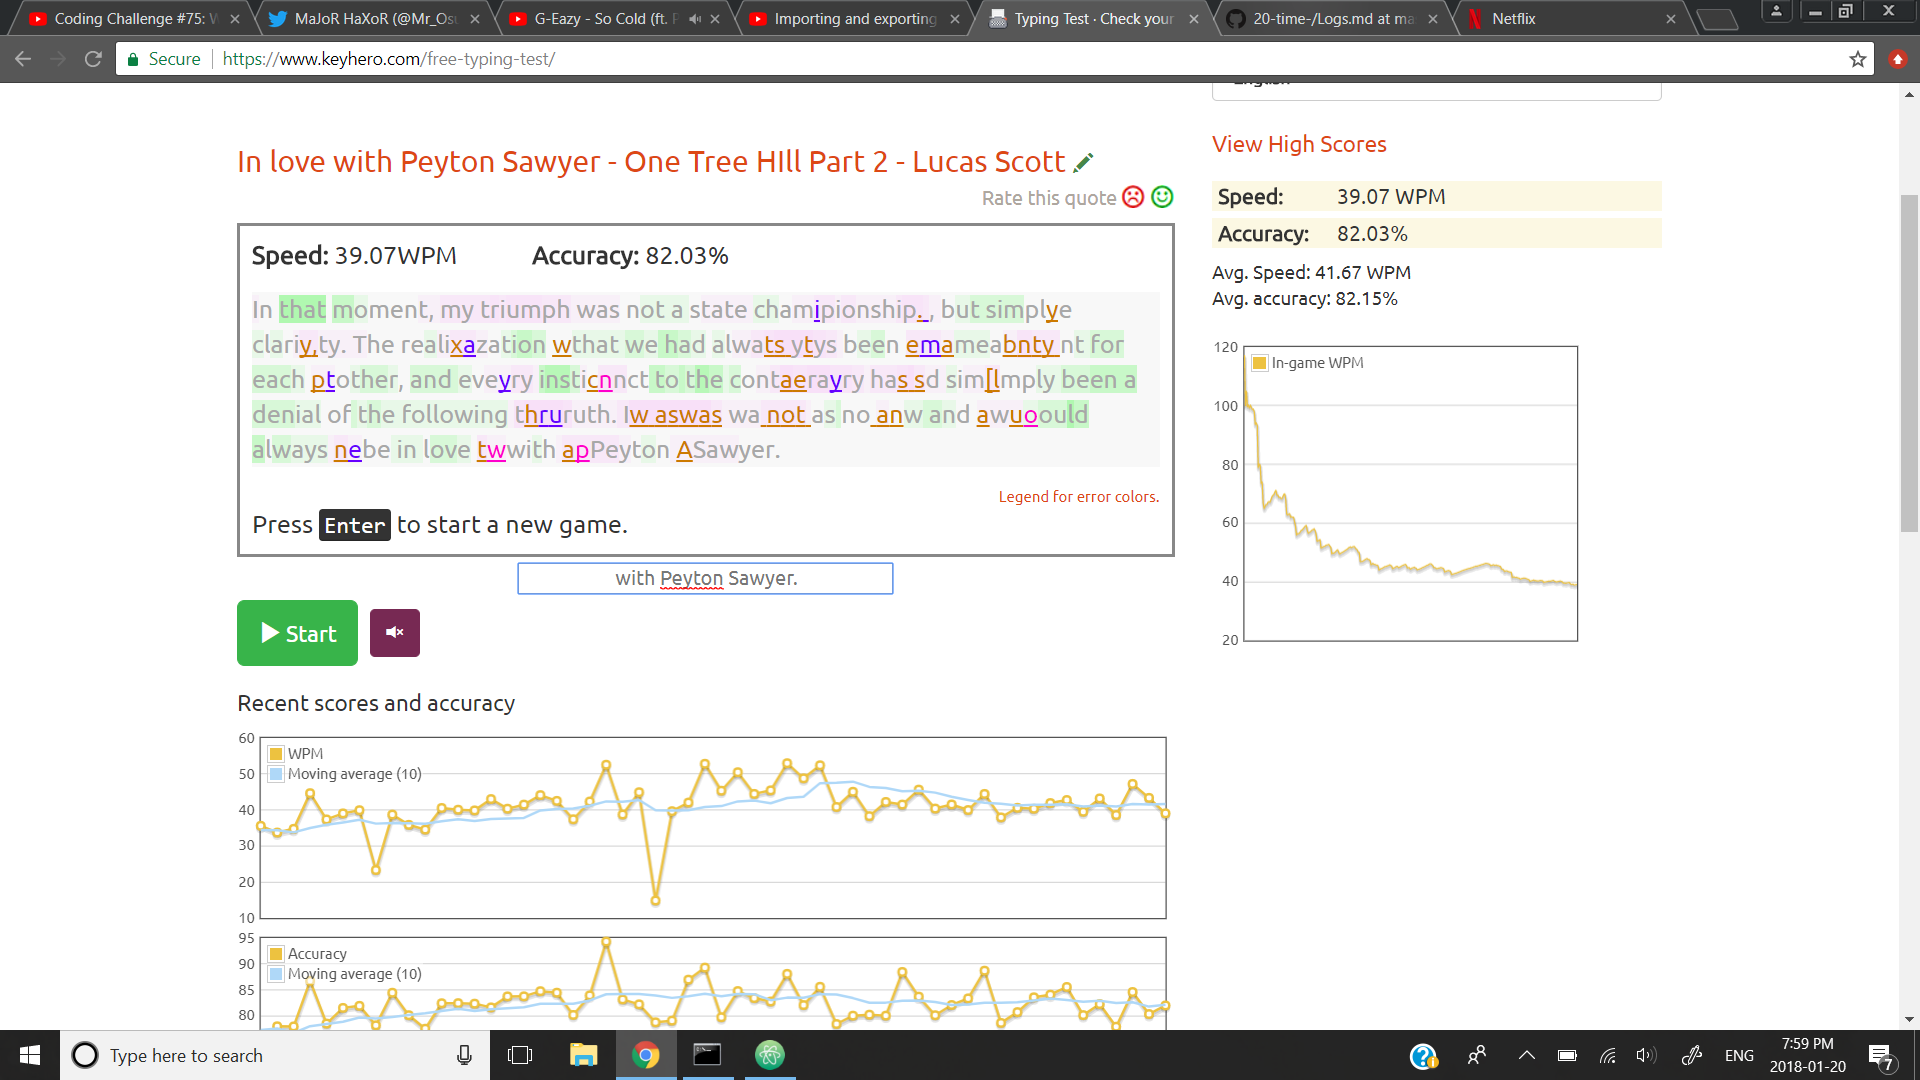 Coding Challenge #75: W
MaJoR HaXoR (@Mr_Osu
G-Eazy - So Cold (ft. P
Importing and exporting
Typing Test · Check your
20-time-/Logs.md at ma
Netflix
Secure
https://www.keyhero.com/free-typing-test/
English
In love with Peyton Sawyer - One Tree HIll Part 2 - Lucas Scott
Rate this quote
Speed: 39.07WPM Accuracy: 82.03%
In that moment, my triumph was not a state champipionship. , but simplye
clariy,ty. The realixazation wthat we had alwats ytys been emameabnty nt for
each ptother, and eveyry insticnnct to the contaerayry has sd sim[lmply been a
denial of the following thruruth. Iw aswas wa not as no anw and awuoould
always nebe in love twwith apPeyton ASawyer.
Legend for error colors.
Press Enter to start a new game.
with Peyton Sawyer.
Start
View High Scores
Speed: 39.07 WPM
Accuracy: 82.03%
Avg. Speed: 41.67 WPM
Avg. accuracy: 82.15%
In-game WPM
120
100
80
60
40
20
Recent scores and accuracy
WPM
Moving average (10)
60
50
40
30
20
10
Accuracy
Moving average (10)
95
90
85
80
Type here to search
ENG
7:59 PM
2018-01-20
7